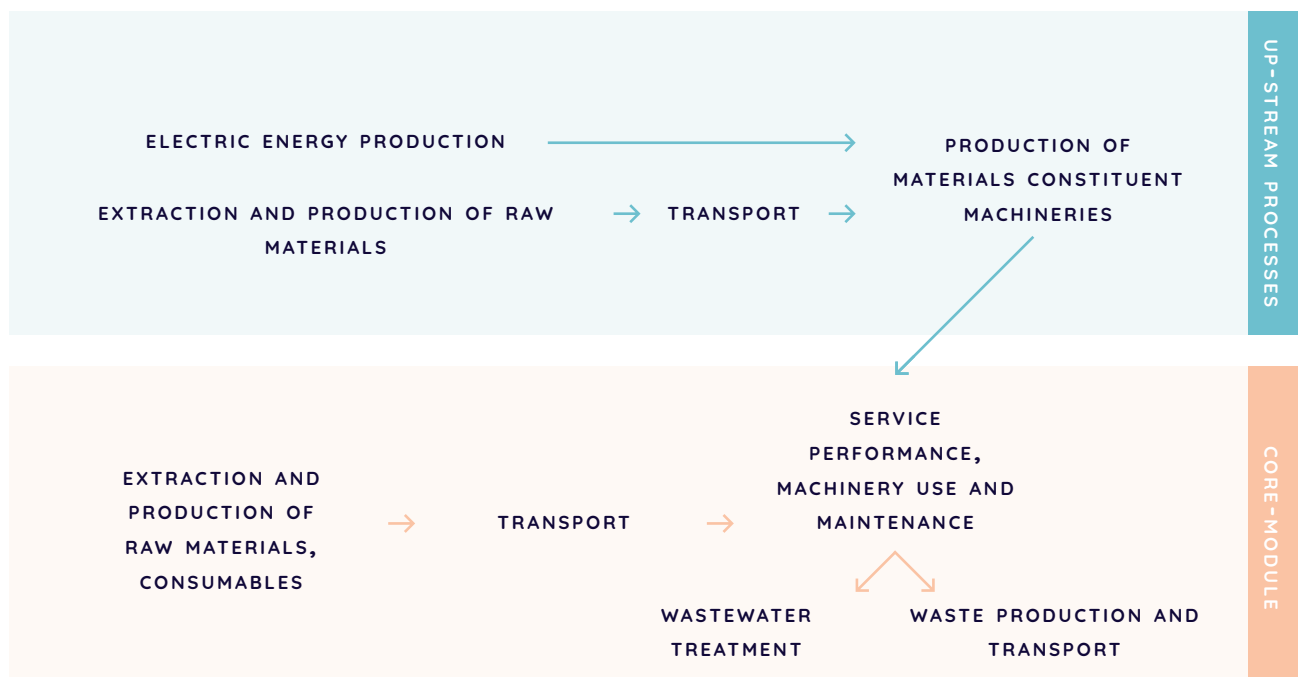 UP-STREAM PROCESSES
ELECTRIC ENERGY PRODUCTION
EXTRACTION AND PRODUCTION OF RAW
MATERIALS
TRANSPORT
PRODUCTION OF
MATERIALS CONSTITUENT
MACHINERIES
CORE-MODULE
EXTRACTION AND
PRODUCTION OF
RAW MATERIALS,
CONSUMABLES
TRANSPORT
SERVICE
PERFORMANCE,
MACHINERY USE AND
MAINTENANCE
WASTEWATER
TREATMENT
WASTE PRODUCTION AND
TRANSPORT